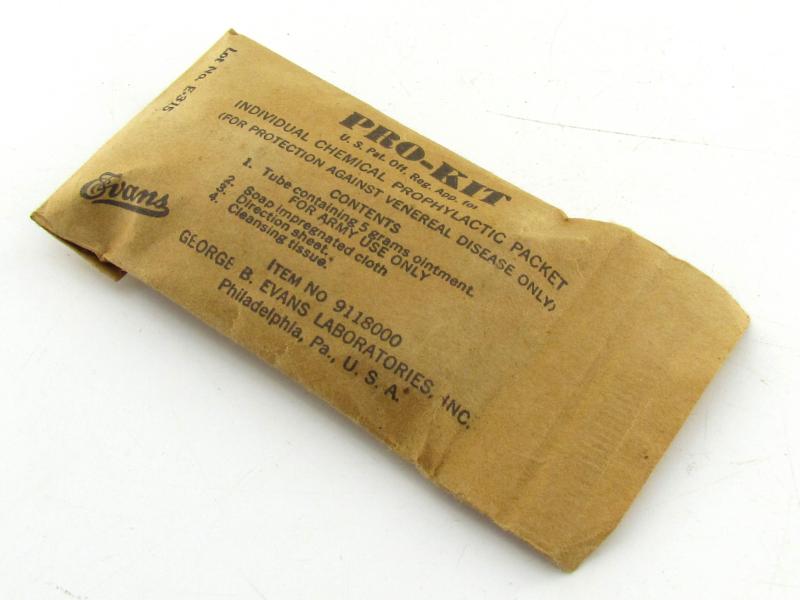 Lot No. E-315
Evans
PRO-KIT
U. S. Pat. Off. Reg. App. for
INDIVIDUAL CHEMICAL PROPHYLACTIC PACKET
(FOR PROTECTION AGAINST VENEREAL DISEASE ONLY)
CONTENTS
1. Tube containing 5 grams ointment.
FOR ARMY USE ONLY
2. Soap impregnated cloth
3. Direction sheet.
4. Cleansing tissue.
ITEM NO 9118000
GEORGE B. EVANS LABORATORIES, INC.
Philadelphia, Pa., U. S. A.